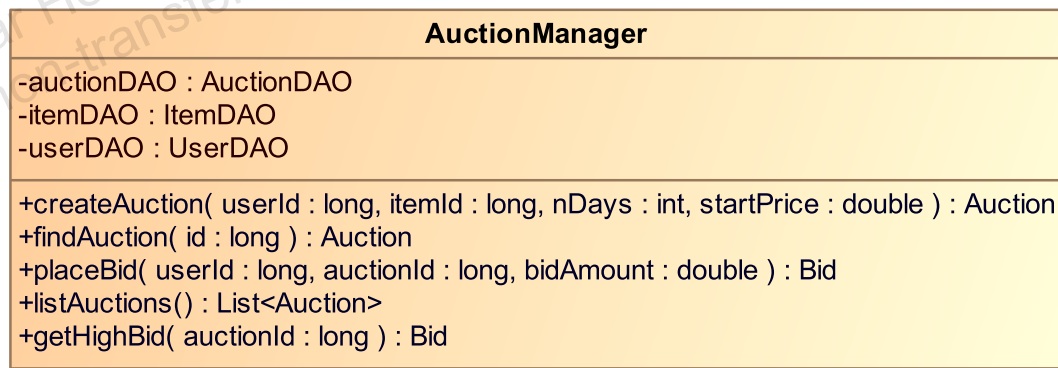 AuctionManager
-auctionDAO : AuctionDAO
-itemDAO : ItemDAO
-userDAO : UserDAO
+createAuction( userId : long, itemId : long, nDays : int, startPrice : double ) : Auction
+findAuction( id : long ) : Auction
+placeBid( userId : long, auctionId : long, bidAmount : double ) : Bid
+listAuctions() : List<Auction>
+getHighBid( auctionId : long ) : Bid